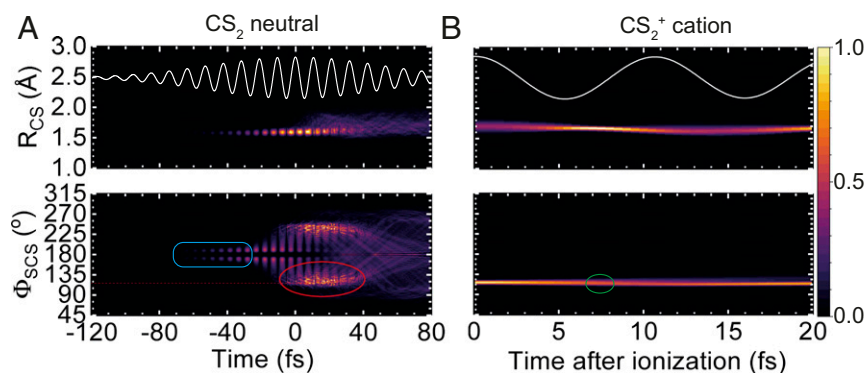 A
CS₂ neutral
B
CS₂⁺ cation
R_CS (Å)
3.0
2.5
2.0
1.5
1.0
1.0
0.5
0.0
Φ_SCS (º)
315
270
225
180
135
90
45
-120 -80 -40 0 40 80
Time (fs)
0 5 10 15 20
Time after ionization (fs)